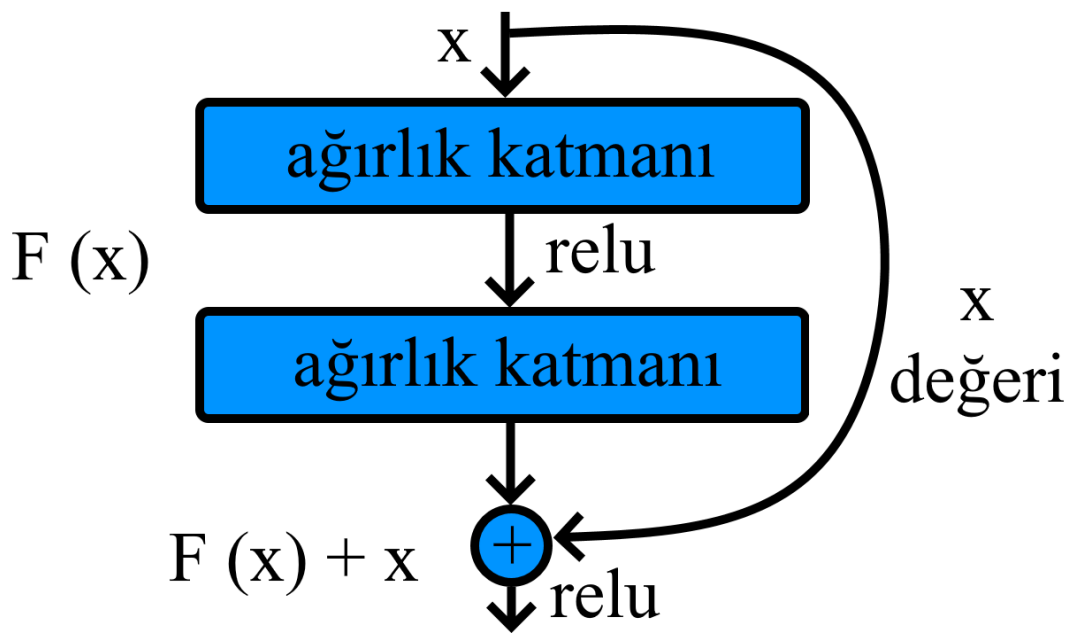 x
ağırlık katmanı
F (x)
relu
x
değeri
ağırlık katmanı
F (x) + x
+
relu